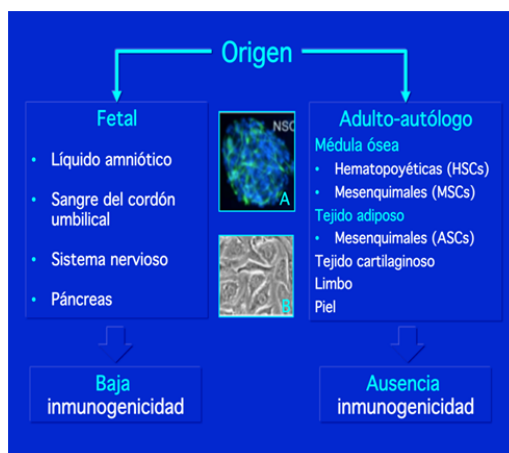 Origen
Fetal
• Líquido amniótico
• Sangre del cordón
umbilical
• Sistema nervioso
• Páncreas
NSC
A
B
Adulto-autólogo
Médula ósea
• Hematopoyéticas (HSCs)
• Mesenquimales (MSCs)
Tejido adiposo
• Mesenquimales (ASCs)
Tejido cartilaginoso
Limbo
Piel
Baja
inmunogenicidad
Ausencia
inmunogenicidad